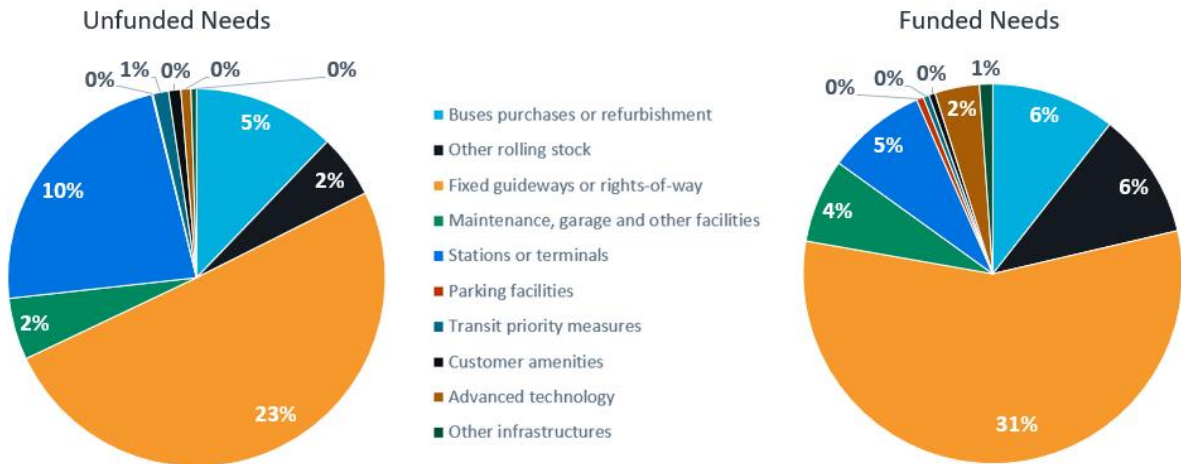 Unfunded Needs
Funded Needs
0%
1%
0%
0%
0%
5%
2%
23%
2%
10%
Buses purchases or refurbishment
Other rolling stock
Fixed guideways or rights-of-way
Maintenance, garage and other facilities
Stations or terminals
Parking facilities
Transit priority measures
Customer amenities
Advanced technology
Other infrastructures
0%
0%
0%
2%
1%
6%
6%
31%
4%
5%